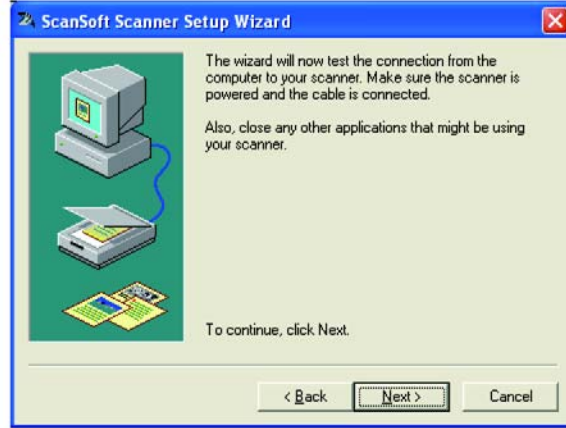 ScanSoft Scanner Setup Wizard
The wizard will now test the connection from the
computer to your scanner. Make sure the scanner is
powered and the cable is connected.
Also, close any other applications that might be using
your scanner.
To continue, click Next.
< Back
Next >
Cancel